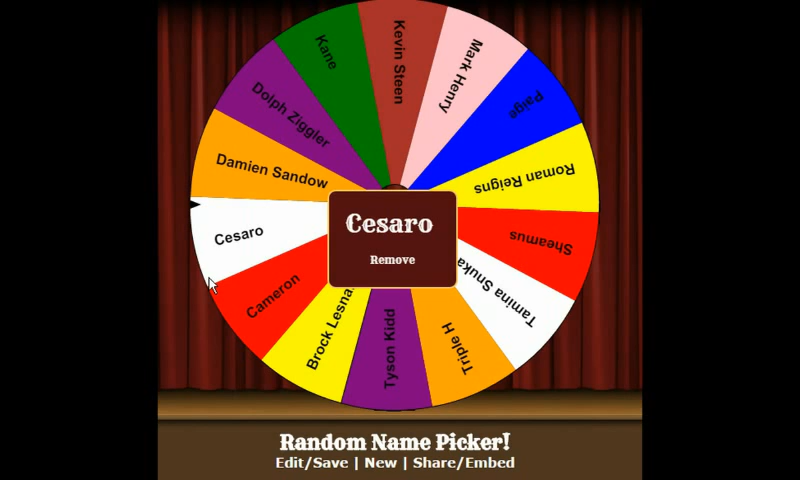 Kevin Steen
Mark Henry
Paige
Roman Reigns
Sheamus
Tamina Snuka
Triple H
Tyson Kidd
Brock Lesna
Cameron
Cesaro
Damien Sandow
Dolph Ziggler
Kane
Cesaro
Remove
Random Name Picker!
Edit/Save | New | Share/Embed